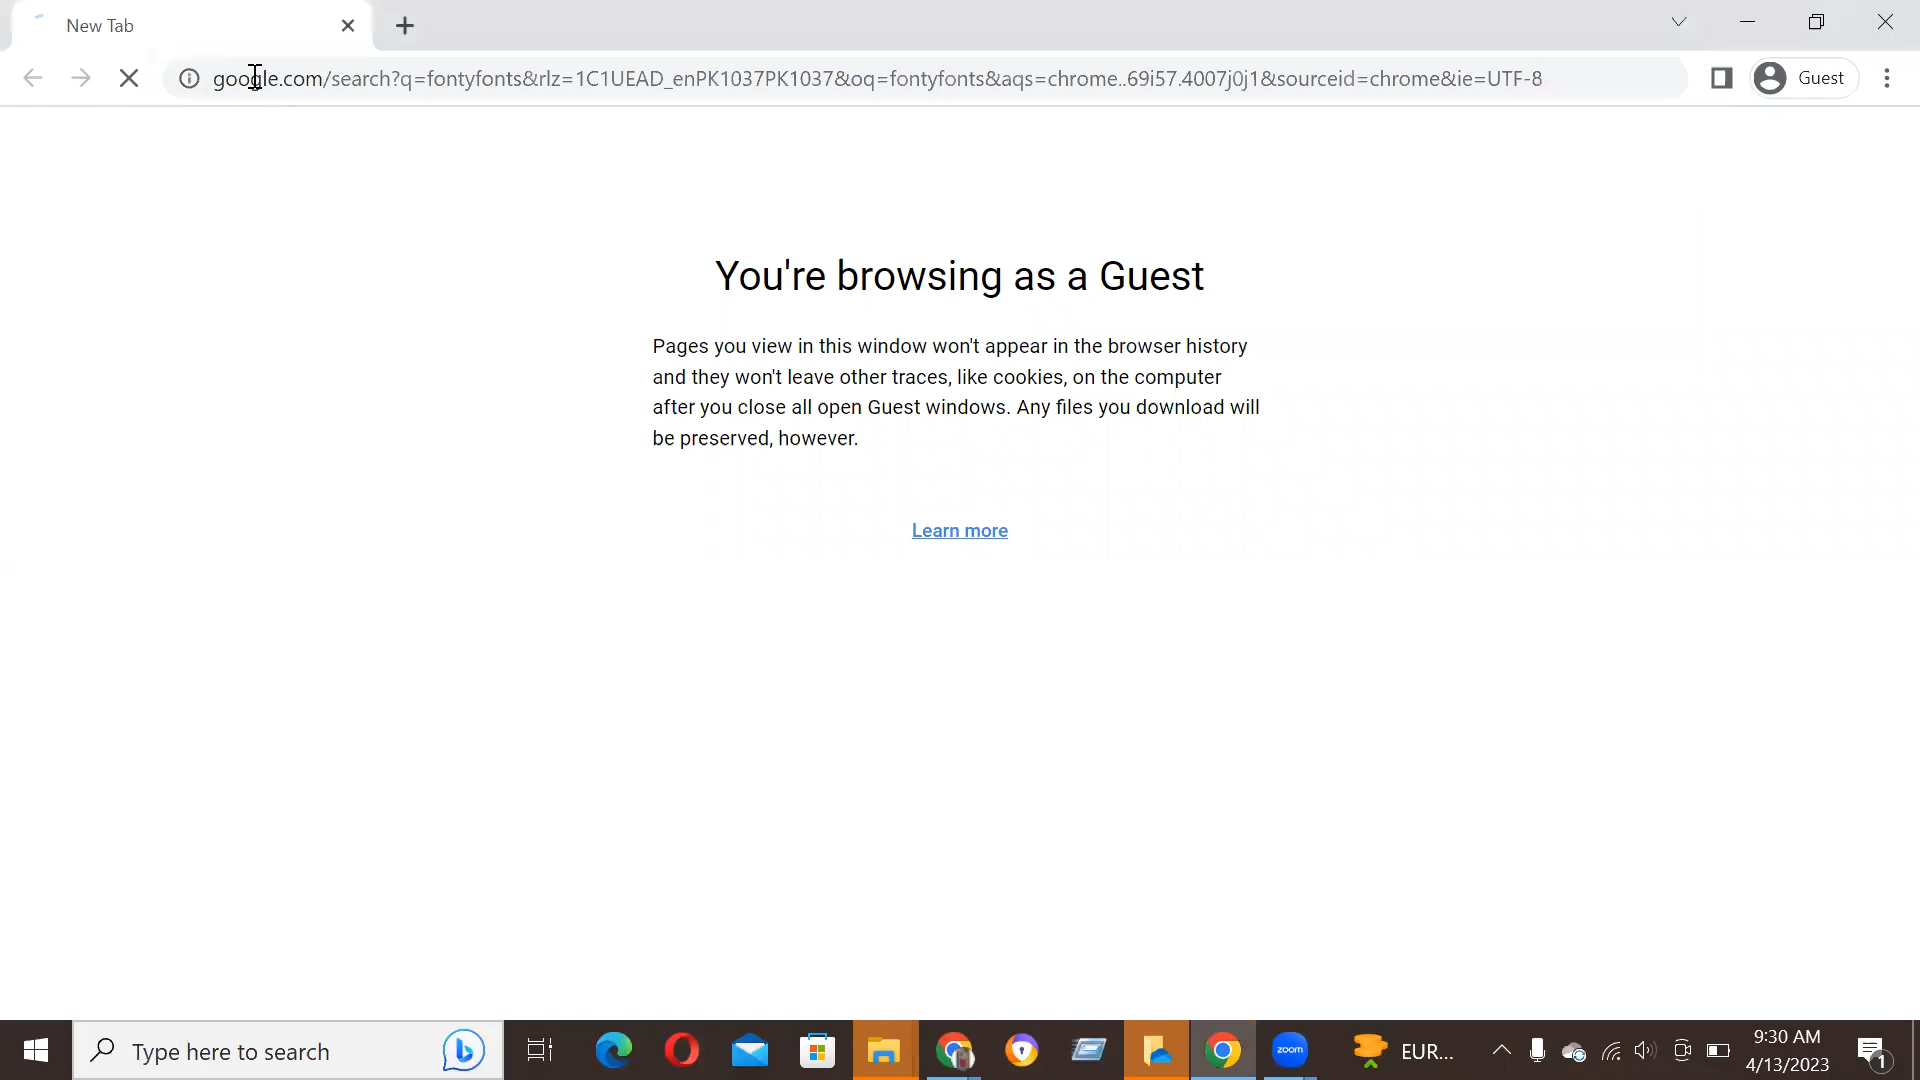 New Tab
google.com/search?q=fontyfonts&rlz=1C1UEAD_enPK1037PK1037&oq=fontyfonts&aqs=chrome..69i57.4007j0j1&sourceid=chrome&ie=UTF-8
Guest
You're browsing as a Guest
Pages you view in this window won't appear in the browser history
and they won't leave other traces, like cookies, on the computer
after you close all open Guest windows. Any files you download will
be preserved, however.
Learn more
Type here to search
zoom
EUR...
9:30 AM
4/13/2023
1